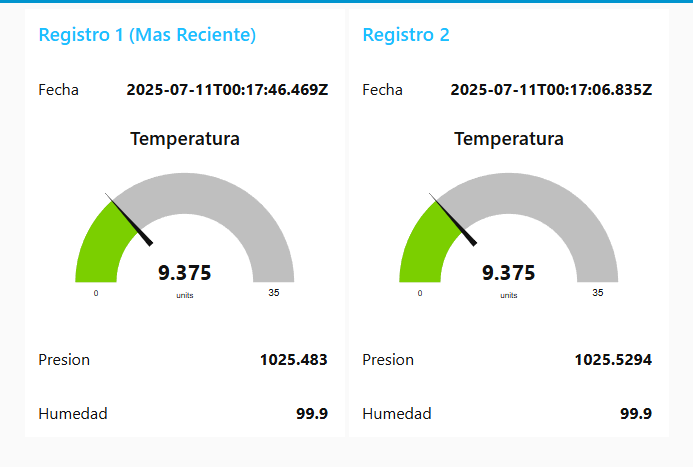 Registro 1 (Mas Reciente)
Fecha 2025-07-11T00:17:46.469Z
Temperatura
9.375
0 units 35
Presion 1025.483
Humedad 99.9
Registro 2
Fecha 2025-07-11T00:17:06.835Z
Temperatura
9.375
0 units 35
Presion 1025.5294
Humedad 99.9